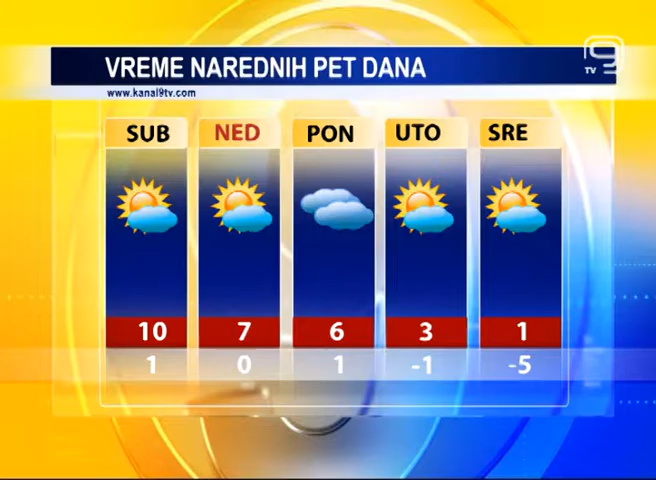 VREME NAREDNIH PET DANA
9
TV
www.kanal9tv.com
SUB NED PON UTO SRE
10 7 6 3 1
1 0 1 -1 -5